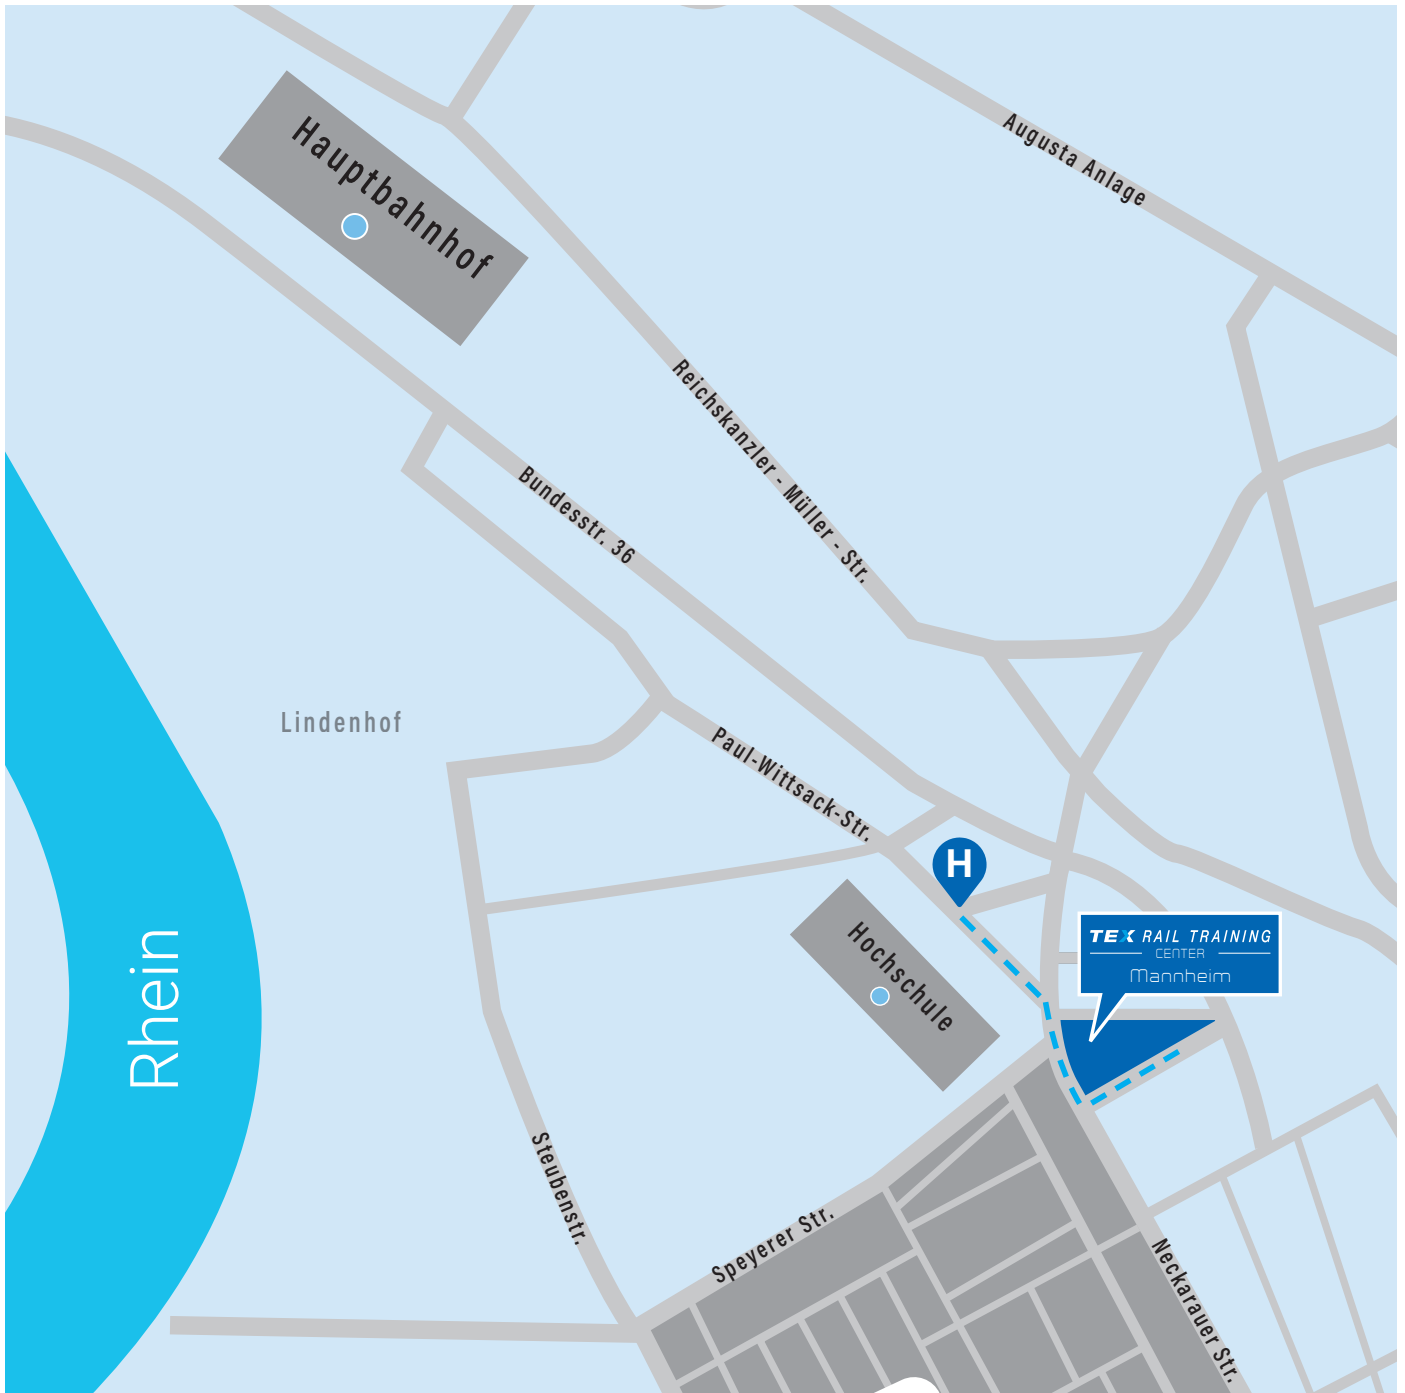 Hauptbahnhof
Augusta Anlage
Reichskanzler - Müller - Str.
Bundesstr. 36
Lindenhof
Paul-Wittsack-Str.
H
Rhein
Hochschule
TEX RAIL TRAINING
CENTER
Mannheim
Steubenstr.
Speyerer Str.
Neckarauer Str.